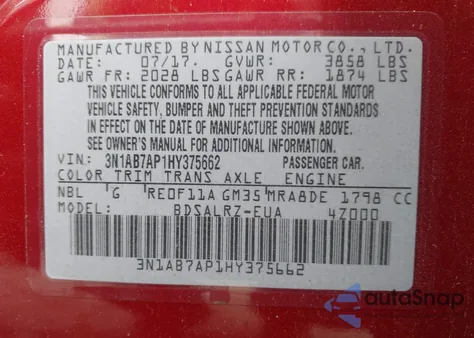 MANUFACTURED BY NISSAN MOTOR CO., LTD.
DATE: 07/17. GVWR: 3858 LBS
GAWR FR: 2028 LBS GAWR RR: 1874 LBS
THIS VEHICLE CONFORMS TO ALL APPLICABLE FEDERAL MOTOR
VEHICLE SAFETY, BUMPER AND THEFT PREVENTION STANDARDS
IN EFFECT ON THE DATE OF MANUFACTURE SHOWN ABOVE.
SEE OWNER'S MANUAL FOR ADDITIONAL INFORMATION.
VIN: 3N1AB7AP1HY375662 PASSENGER CAR.
COLOR TRIM TRANS AXLE ENGINE
NBL G RE0F11A GM35 MRA8DE 1798 CC
MODEL: BDSALRZ-EUA 4Z000
3N1AB7AP1HY375662
autoSnap